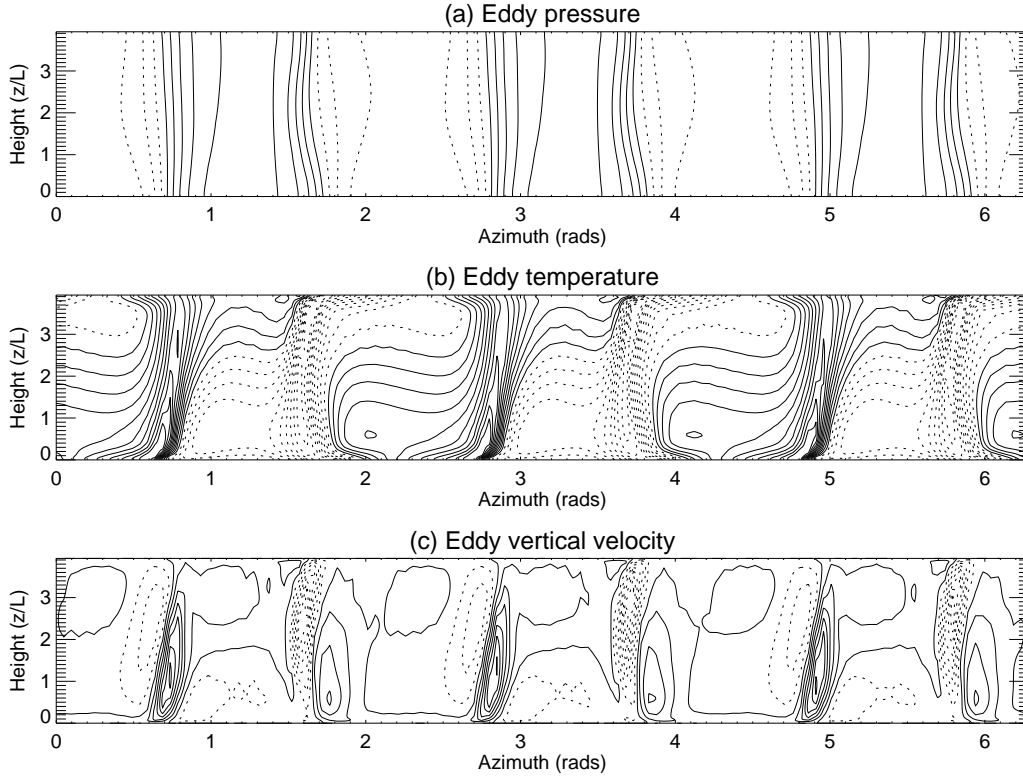 (a) Eddy pressure
3
2
1
0
Height (z/L)
0 1 2 3 4 5 6
Azimuth (rads)
(b) Eddy temperature
3
2
1
0
Height (z/L)
0 1 2 3 4 5 6
Azimuth (rads)
(c) Eddy vertical velocity
3
2
1
0
Height (z/L)
0 1 2 3 4 5 6
Azimuth (rads)